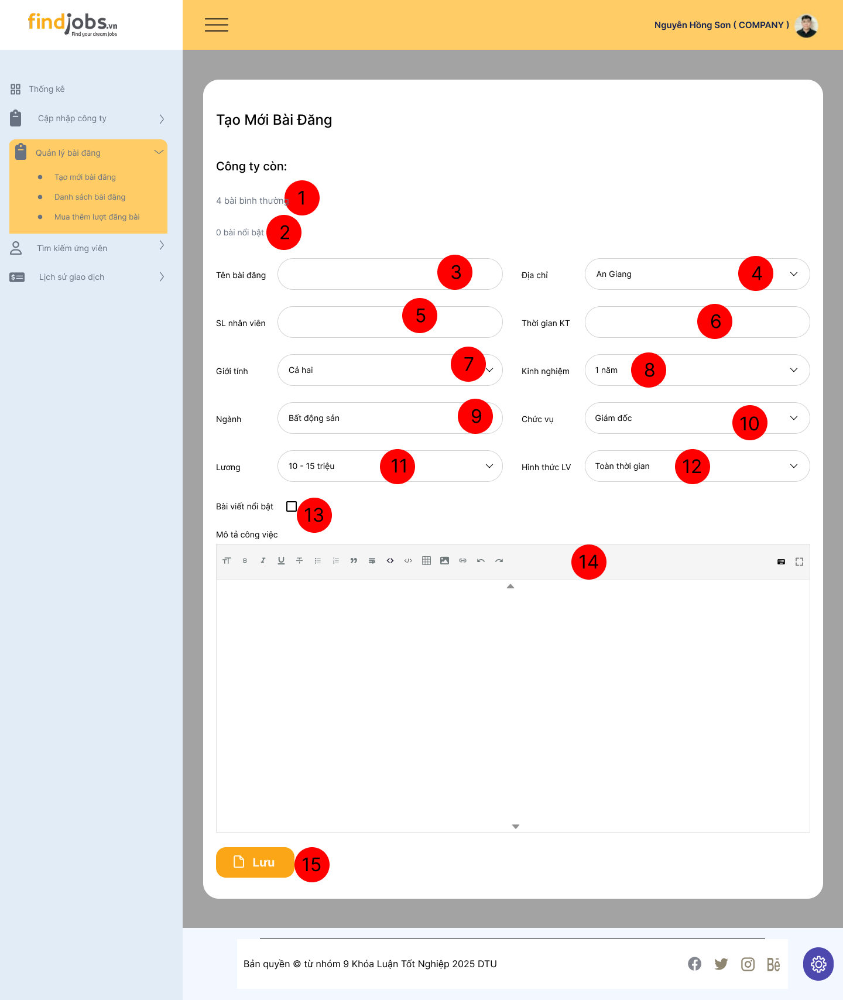 findjobs.vn
Find your dream jobs
Nguyễn Hồng Sơn ( COMPANY )
Thống kê
Cập nhập công ty
Quản lý bài đăng
Tạo mới bài đăng
Danh sách bài đăng
Mua thêm lượt đăng bài
Tìm kiếm ứng viên
Lịch sử giao dịch
Tạo Mới Bài Đăng
Công ty còn:
4 bài bình thường 1
0 bài nổi bật 2
Tên bài đăng 3
Địa chỉ An Giang 4
SL nhân viên 5
Thời gian KT 6
Giới tính Cả hai 7
Kinh nghiệm 1 năm 8
Ngành Bất động sản 9
Chức vụ Giám đốc 10
Lương 10 - 15 triệu 11
Hình thức LV Toàn thời gian 12
Bài viết nổi bật 13
Mô tả công việc
14
Lưu 15
Bản quyền © từ nhóm 9 Khóa Luận Tốt Nghiệp 2025 DTU